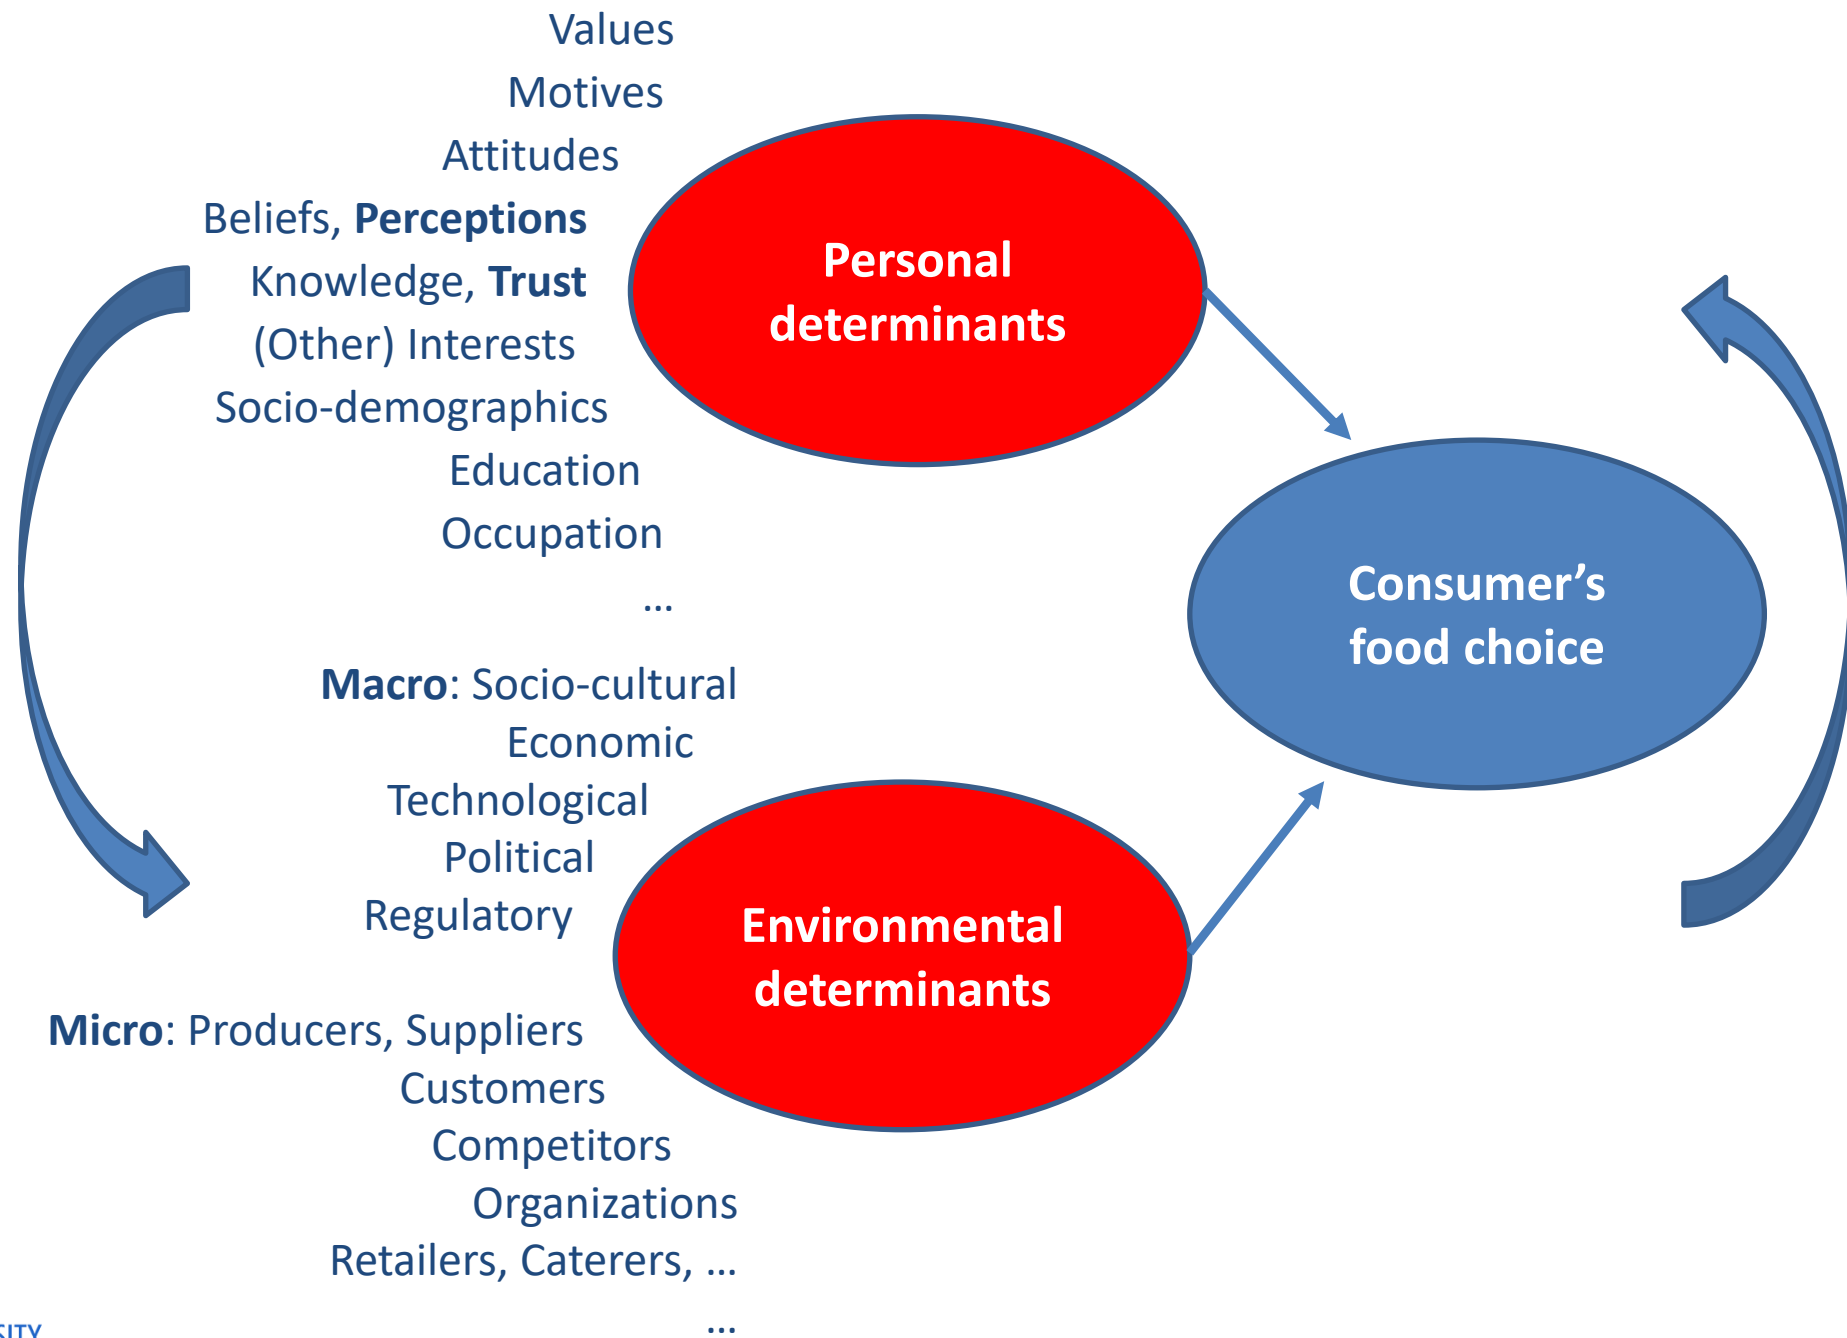 Values
Motives
Attitudes
Beliefs, Perceptions
Knowledge, Trust
(Other) Interests
Socio-demographics
Education
Occupation
...
Personal
determinants
Consumer’s
food choice
Macro: Socio-cultural
Economic
Technological
Political
Regulatory
Environmental
determinants
Micro: Producers, Suppliers
Customers
Competitors
Organizations
Retailers, Caterers, ...
...